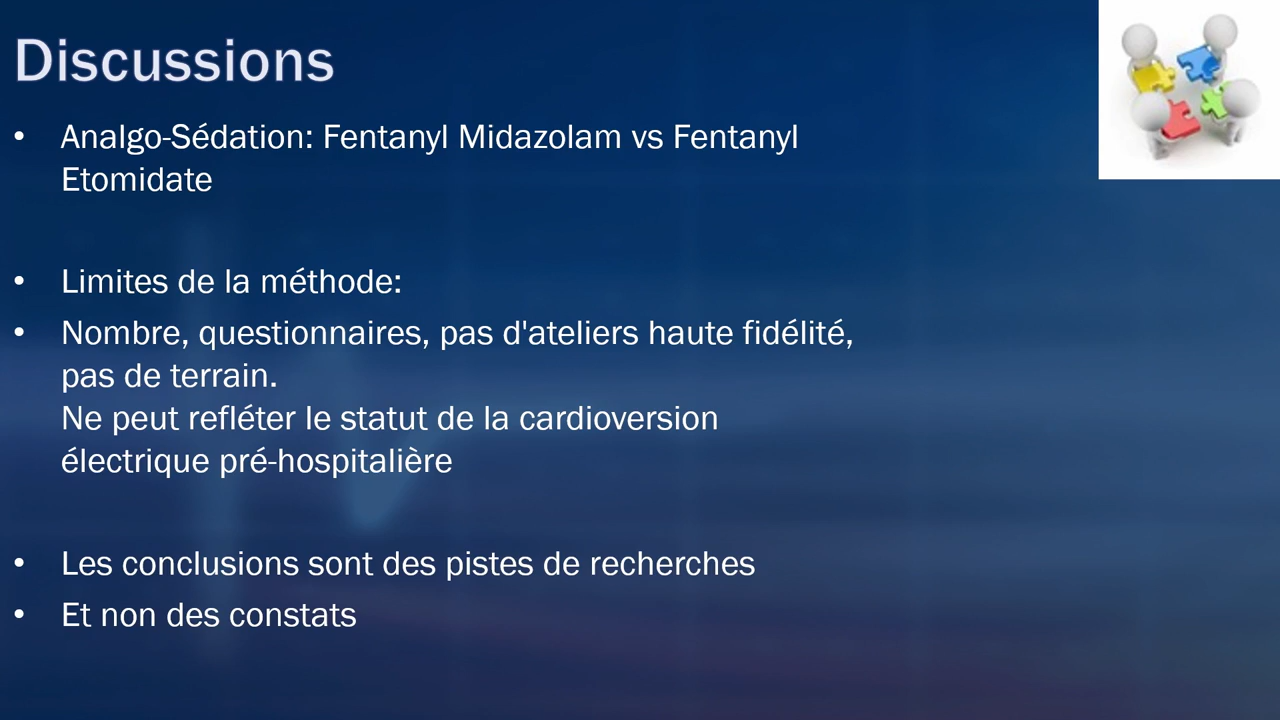 Discussions
• Analgo-Sédation: Fentanyl Midazolam vs Fentanyl
Etomidate
• Limites de la méthode:
• Nombre, questionnaires, pas d'ateliers haute fidélité,
pas de terrain.
Ne peut refléter le statut de la cardioversion
électrique pré-hospitalière
• Les conclusions sont des pistes de recherches
• Et non des constats